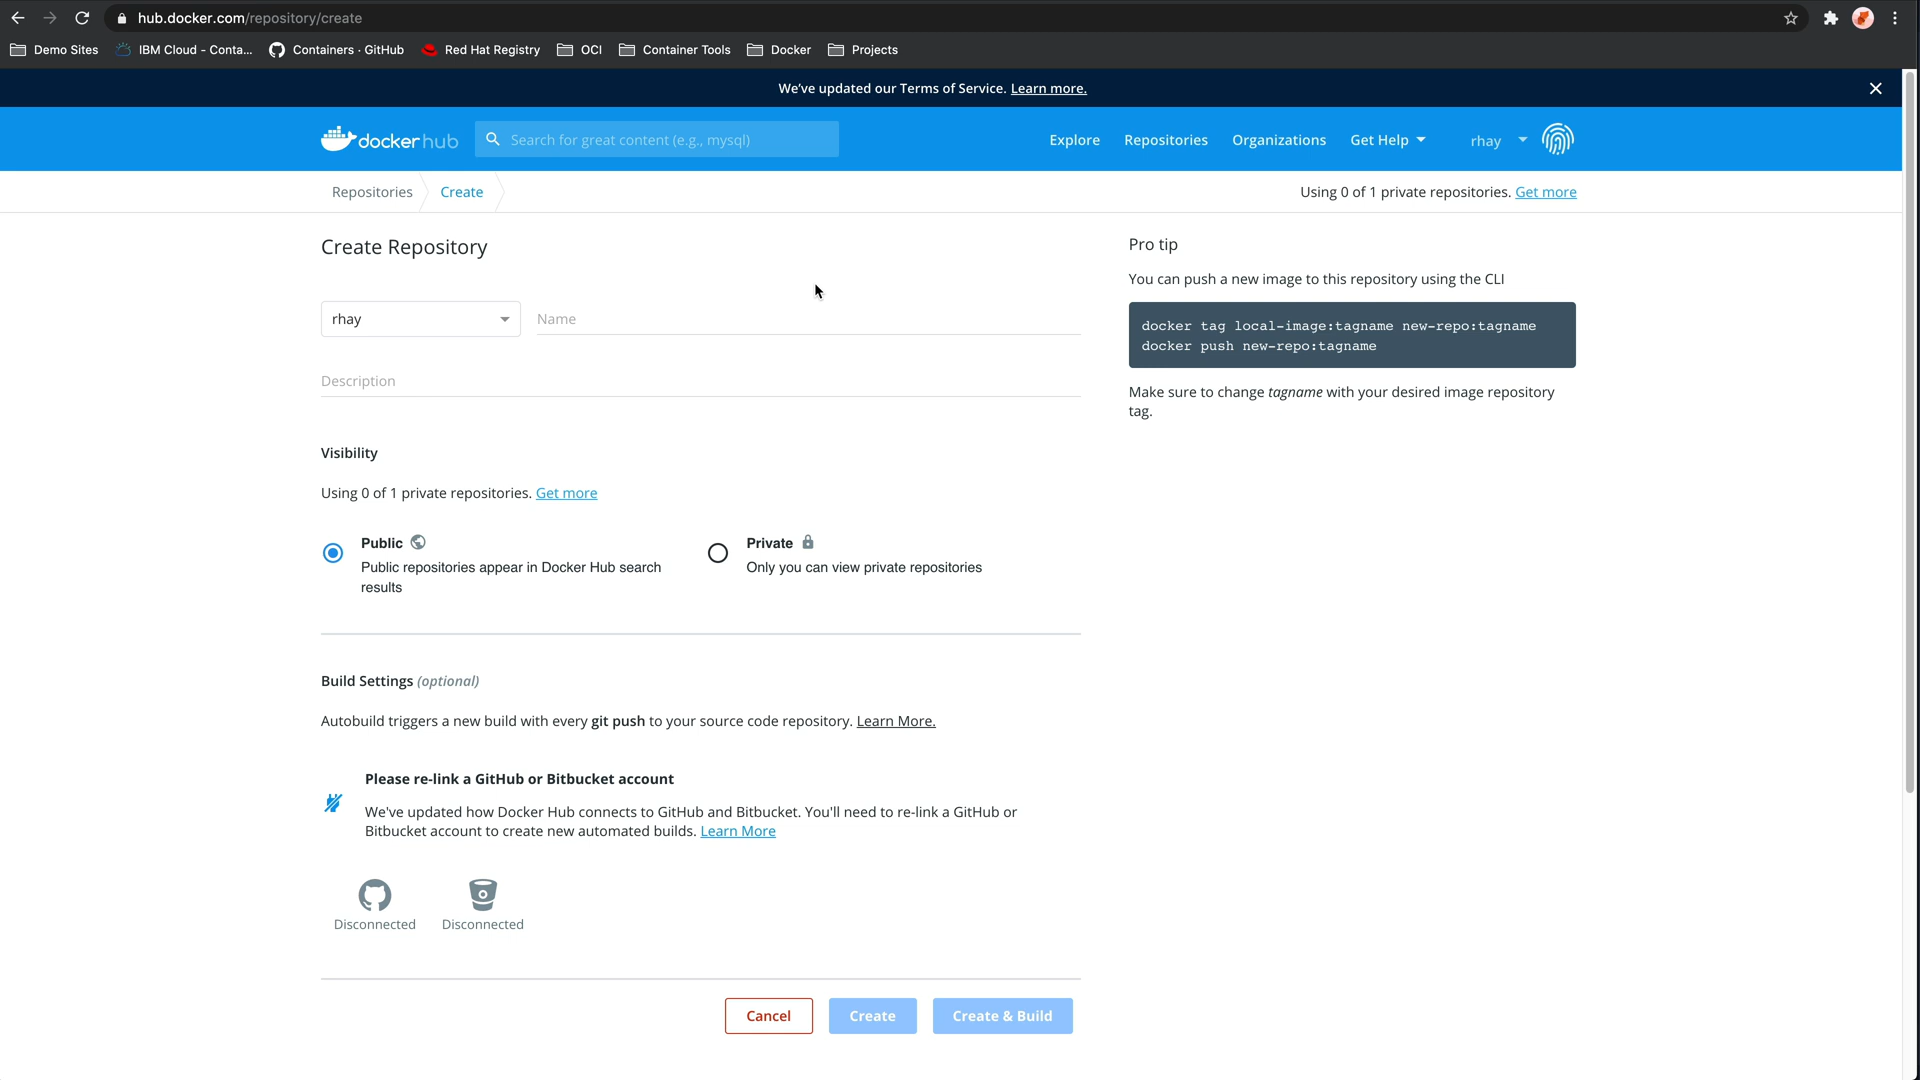 hub.docker.com/repository/create
Demo Sites IBM Cloud - Conta... Containers · GitHub Red Hat Registry OCI Container Tools Docker Projects
We've updated our Terms of Service. Learn more.
dockerhub Search for great content (e.g., mysql) Explore Repositories Organizations Get Help rhay
Repositories Create Using 0 of 1 private repositories. Get more
Create Repository
rhay Name
Description
Visibility
Using 0 of 1 private repositories. Get more
Public
Public repositories appear in Docker Hub search
results
Private
Only you can view private repositories
Build Settings (optional)
Autobuild triggers a new build with every git push to your source code repository. Learn More.
Please re-link a GitHub or Bitbucket account
We've updated how Docker Hub connects to GitHub and Bitbucket. You'll need to re-link a GitHub or
Bitbucket account to create new automated builds. Learn More
Disconnected Disconnected
Cancel Create Create & Build
Pro tip
You can push a new image to this repository using the CLI
docker tag local-image:tagname new-repo:tagname
docker push new-repo:tagname
Make sure to change tagname with your desired image repository
tag.